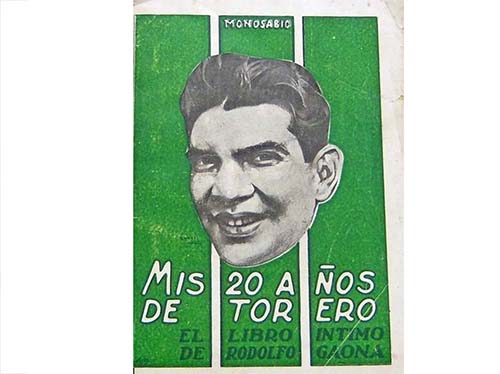 MONOSABIO
MIS 20 AÑOS
DE TORERO
EL LIBRO INTIMO
DE RODOLFO GAONA